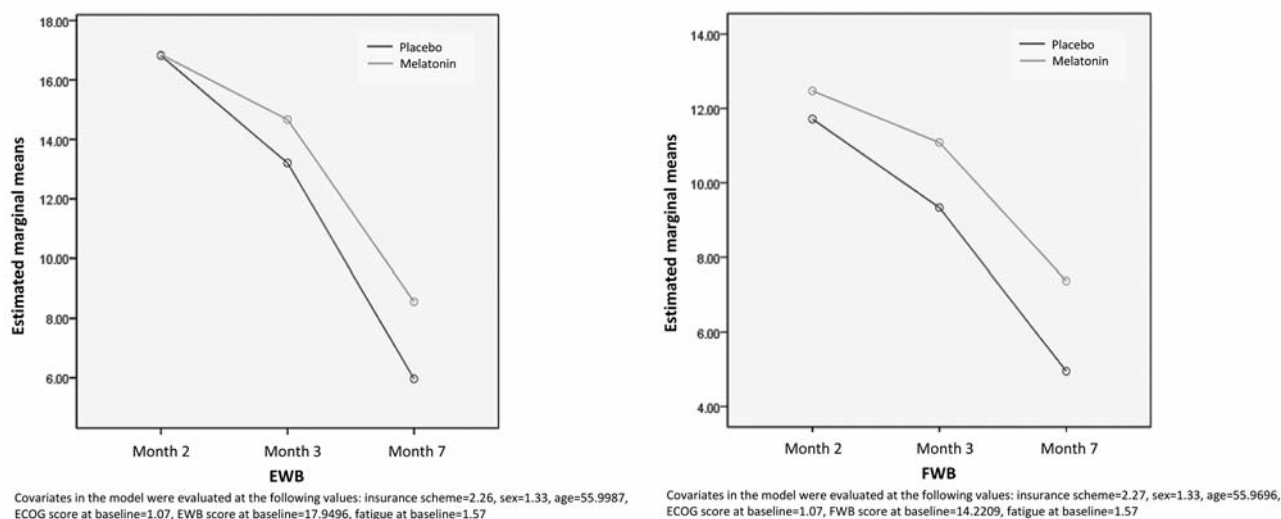 18.00
16.00
14.00
12.00
10.00
8.00
6.00
Estimated marginal means
Placebo
Melatonin
Month 2
Month 3
Month 7
EWB
Covariates in the model were evaluated at the following values: insurance scheme=2.26, sex=1.33, age=55.9987,
ECOG score at baseline=1.07, EWB score at baseline=17.9496, fatigue at baseline=1.57
14.00
12.00
10.00
8.00
6.00
4.00
Estimated marginal means
Placebo
Melatonin
Month 2
Month 3
Month 7
FWB
Covariates in the model were evaluated at the following values: insurance scheme=2.27, sex=1.33, age=55.9696,
ECOG score at baseline=1.07, FWB score at baseline=14.2209, fatigue at baseline=1.57